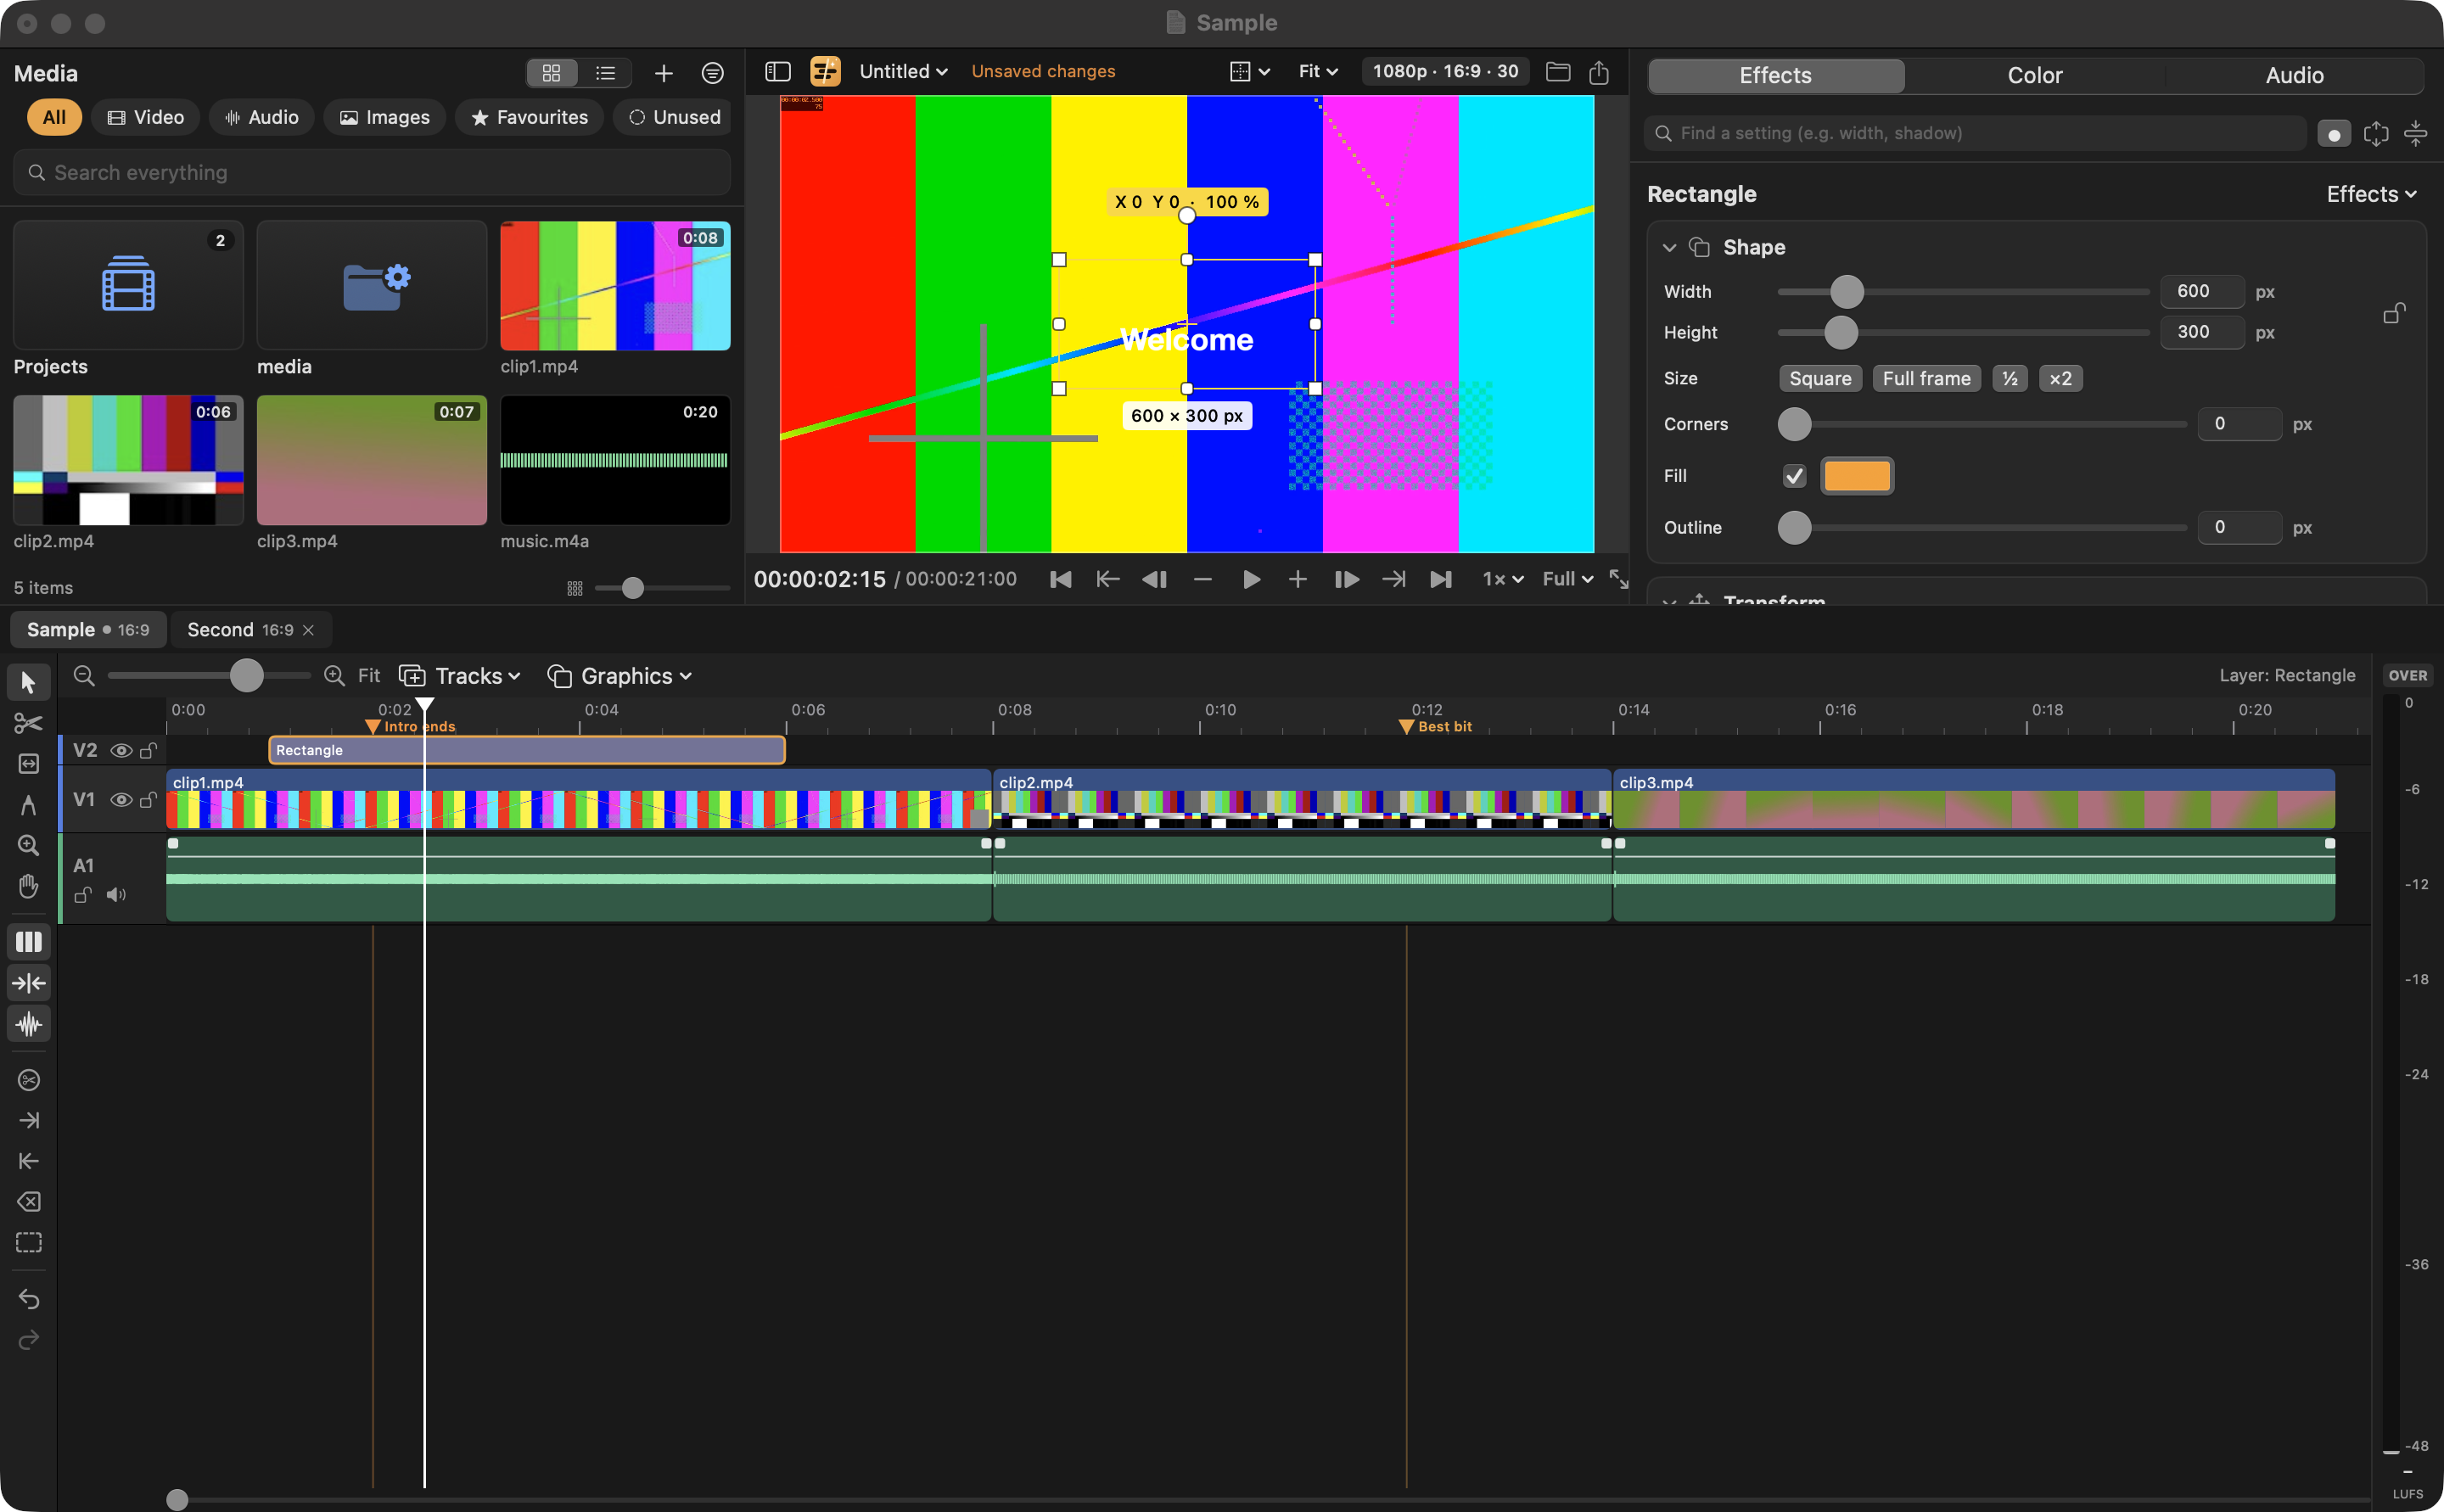 Sample
Media
Untitled
Unsaved changes
Fit
1080p · 16:9 · 30
Effects
Color
Audio
All
Video
Audio
Images
Favourites
Unused
Find a setting (e.g. width, shadow)
Search everything
Rectangle
Effects
2
0:08
Projects
media
clip1.mp4
0:06
0:07
0:20
clip2.mp4
clip3.mp4
music.m4a
5 items
00:00:02.500
75
X 0 Y 0 · 100 %
Welcome
600 × 300 px
00:00:02:15 / 00:00:21:00
1×
Full
Shape
Width
600
px
Height
300
px
Size
Square
Full frame
½
×2
Corners
0
px
Fill
Outline
0
px
Transform
Sample
16:9
Second
16:9
Fit
Tracks
Graphics
Layer: Rectangle
OVER
0:00
0:02
0:04
0:06
0:08
0:10
0:12
0:14
0:16
0:18
0:20
Intro ends
Best bit
V2
Rectangle
V1
clip1.mp4
clip2.mp4
clip3.mp4
A1
0
-6
-12
-18
-24
-36
-48
–
LUFS